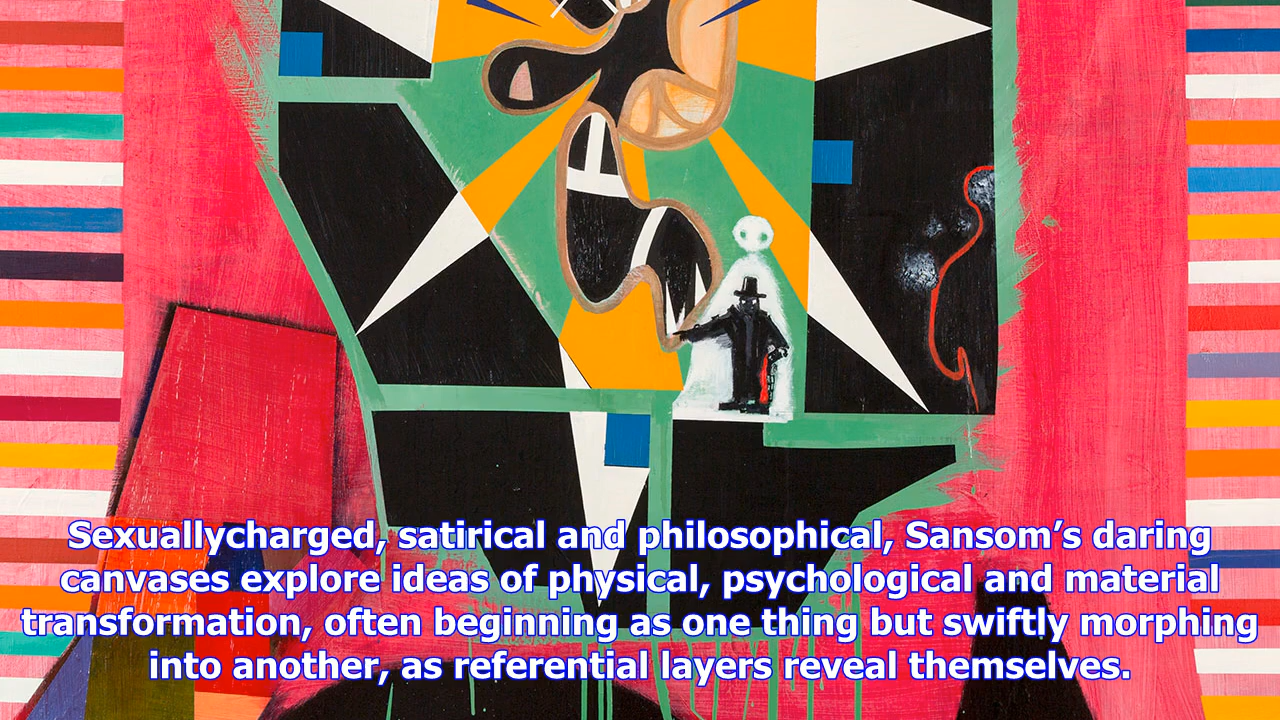 Sexuallycharged, satirical and philosophical, Sansom’s daring
canvases explore ideas of physical, psychological and material
transformation, often beginning as one thing but swiftly morphing
into another, as referential layers reveal themselves.